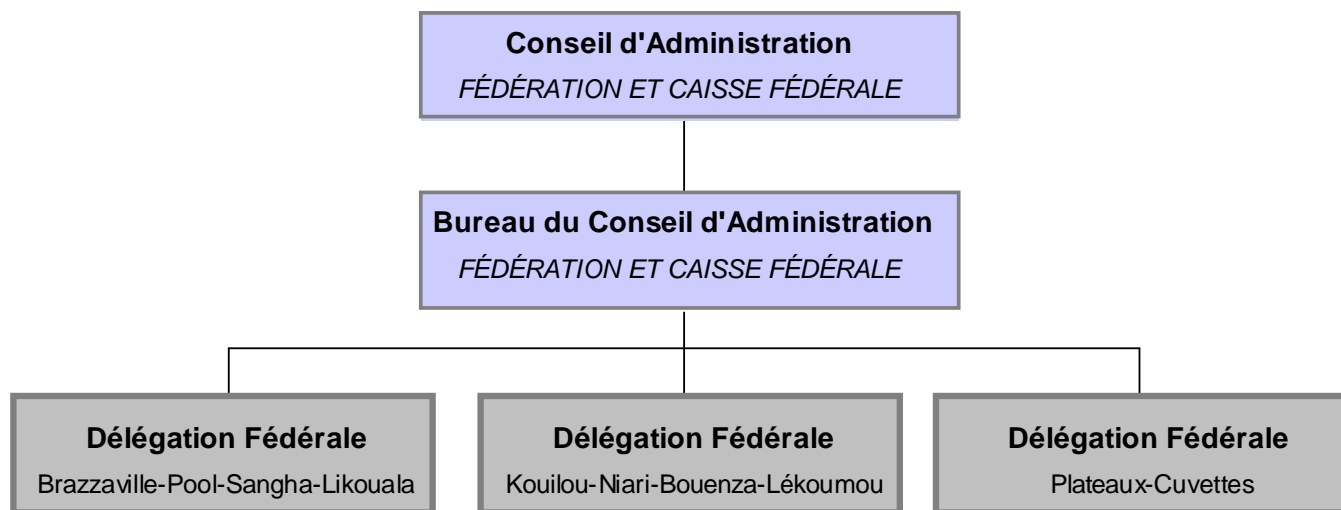 Conseil d'Administration
FÉDÉRATION ET CAISSE FÉDÉRALE
Bureau du Conseil d'Administration
FÉDÉRATION ET CAISSE FÉDÉRALE
Délégation Fédérale
Brazzaville-Pool-Sangha-Likouala
Délégation Fédérale
Kouilou-Niari-Bouenza-Lékoumou
Délégation Fédérale
Plateaux-Cuvettes